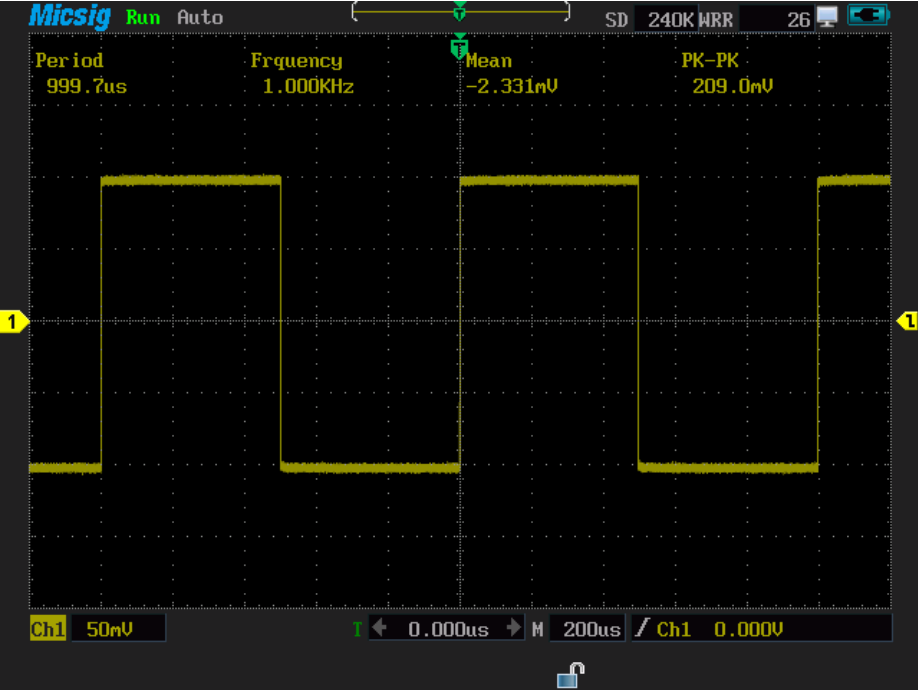 Micsig Run Auto T SD 240K WRR 26
T
Period Frquency Mean PK-PK
999.7us 1.000KHz -2.331mV 209.0mV
1 1
Ch1 50mV T 0.000us M 200us Ch1 0.000V